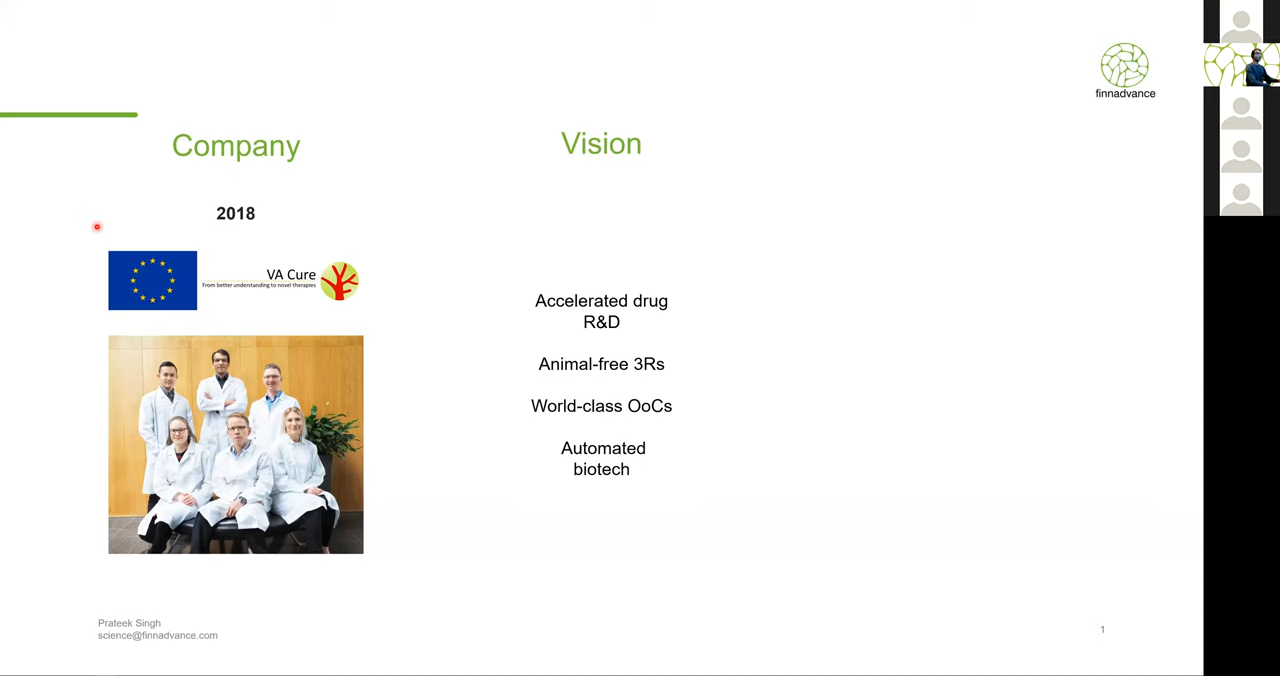 finnadvance
Company
Vision
2018
VA Cure
From better understanding to novel therapies
Accelerated drug
R&D
Animal-free 3Rs
World-class OoCs
Automated
biotech
Prateek Singh
science@finnadvance.com
1